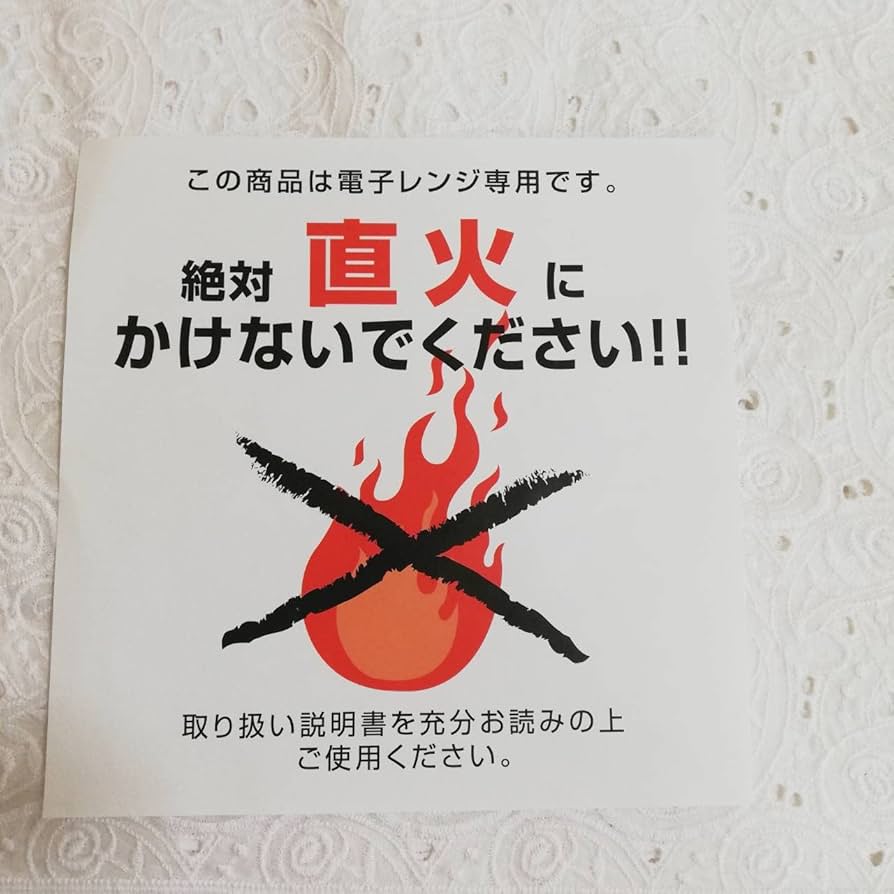 この商品は電子レンジ専用です。
絶対 直火 に
かけないでください!!
取り扱い説明書を充分お読みの上
ご使用ください。